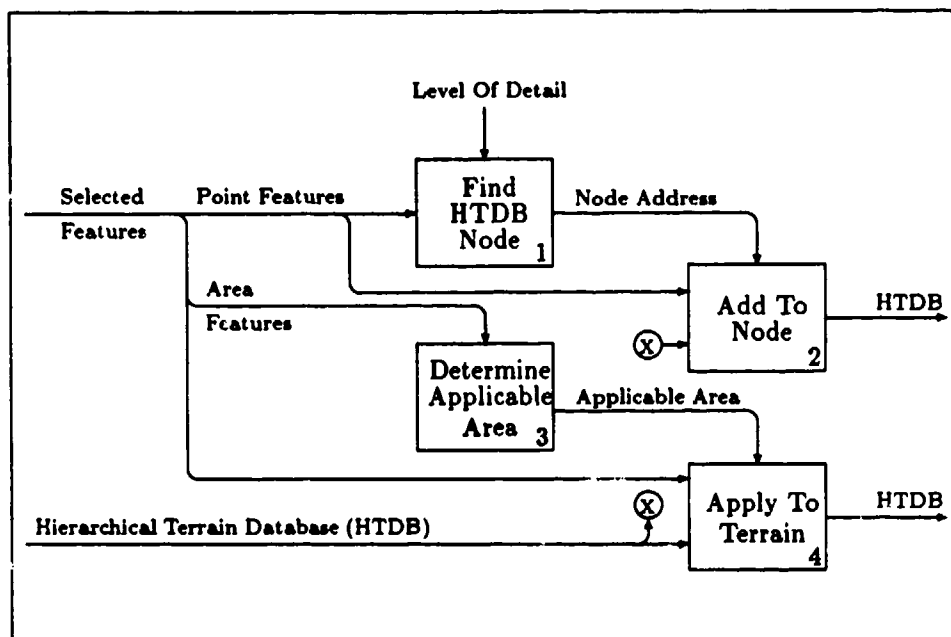 Level Of Detail
Selected
Features
Point Features
Find
HTDB
Node
1
Node Address
Area
Features
Add To
Node
2
HTDB
X
Determine
Applicable
Area
3
Applicable Area
X
Hierarchical Terrain Database (HTDB)
Apply To
Terrain
4
HTDB